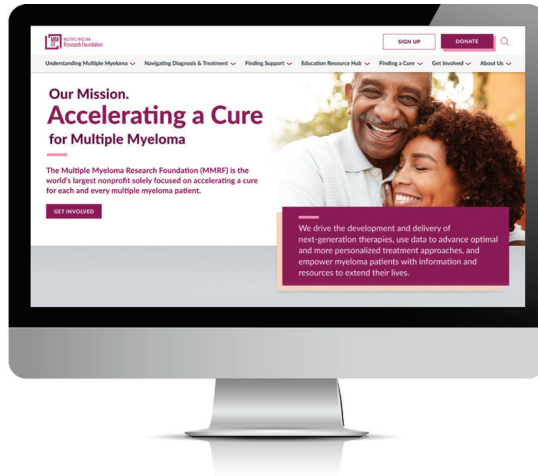 MM
RF
MULTIPLE MYELOMA
Research Foundation
SIGN UP
DONATE
Understanding Multiple Myeloma
Navigating Diagnosis & Treatment
Finding Support
Education Resource Hub
Finding a Cure
Get Involved
About Us
Our Mission.
Accelerating a Cure
for Multiple Myeloma
The Multiple Myeloma Research Foundation (MMRF) is the
world's largest nonprofit solely focused on accelerating a cure
for each and every multiple myeloma patient.
GET INVOLVED
We drive the development and delivery of
next-generation therapies, use data to advance optimal
and more personalized treatment approaches, and
empower myeloma patients with information and
resources to extend their lives.